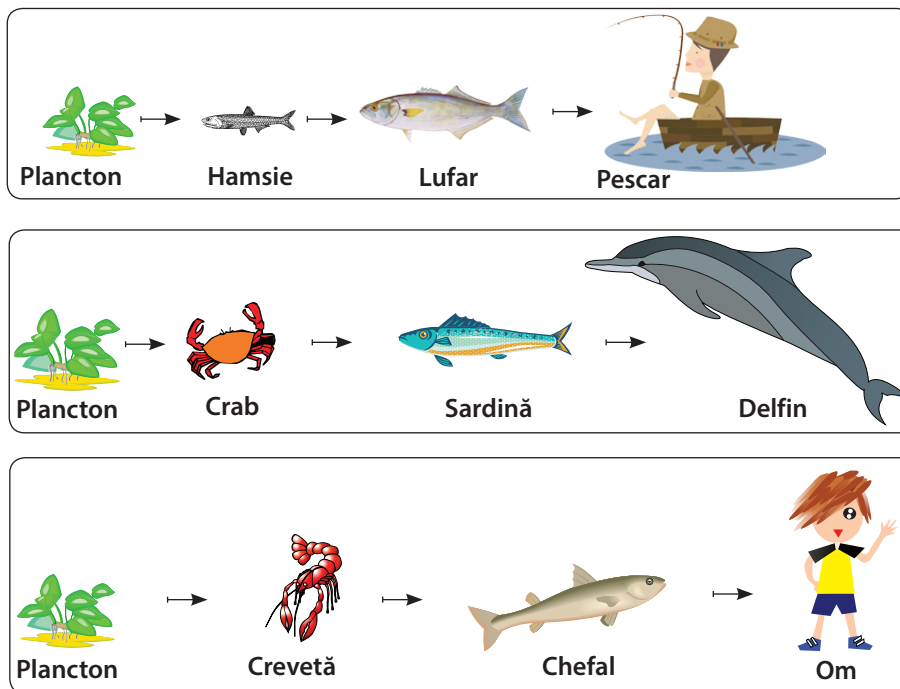 Plancton Hamsie Lufar Pescar
Plancton Crab Sardină Delfin
Plancton Crevetă Chefal Om